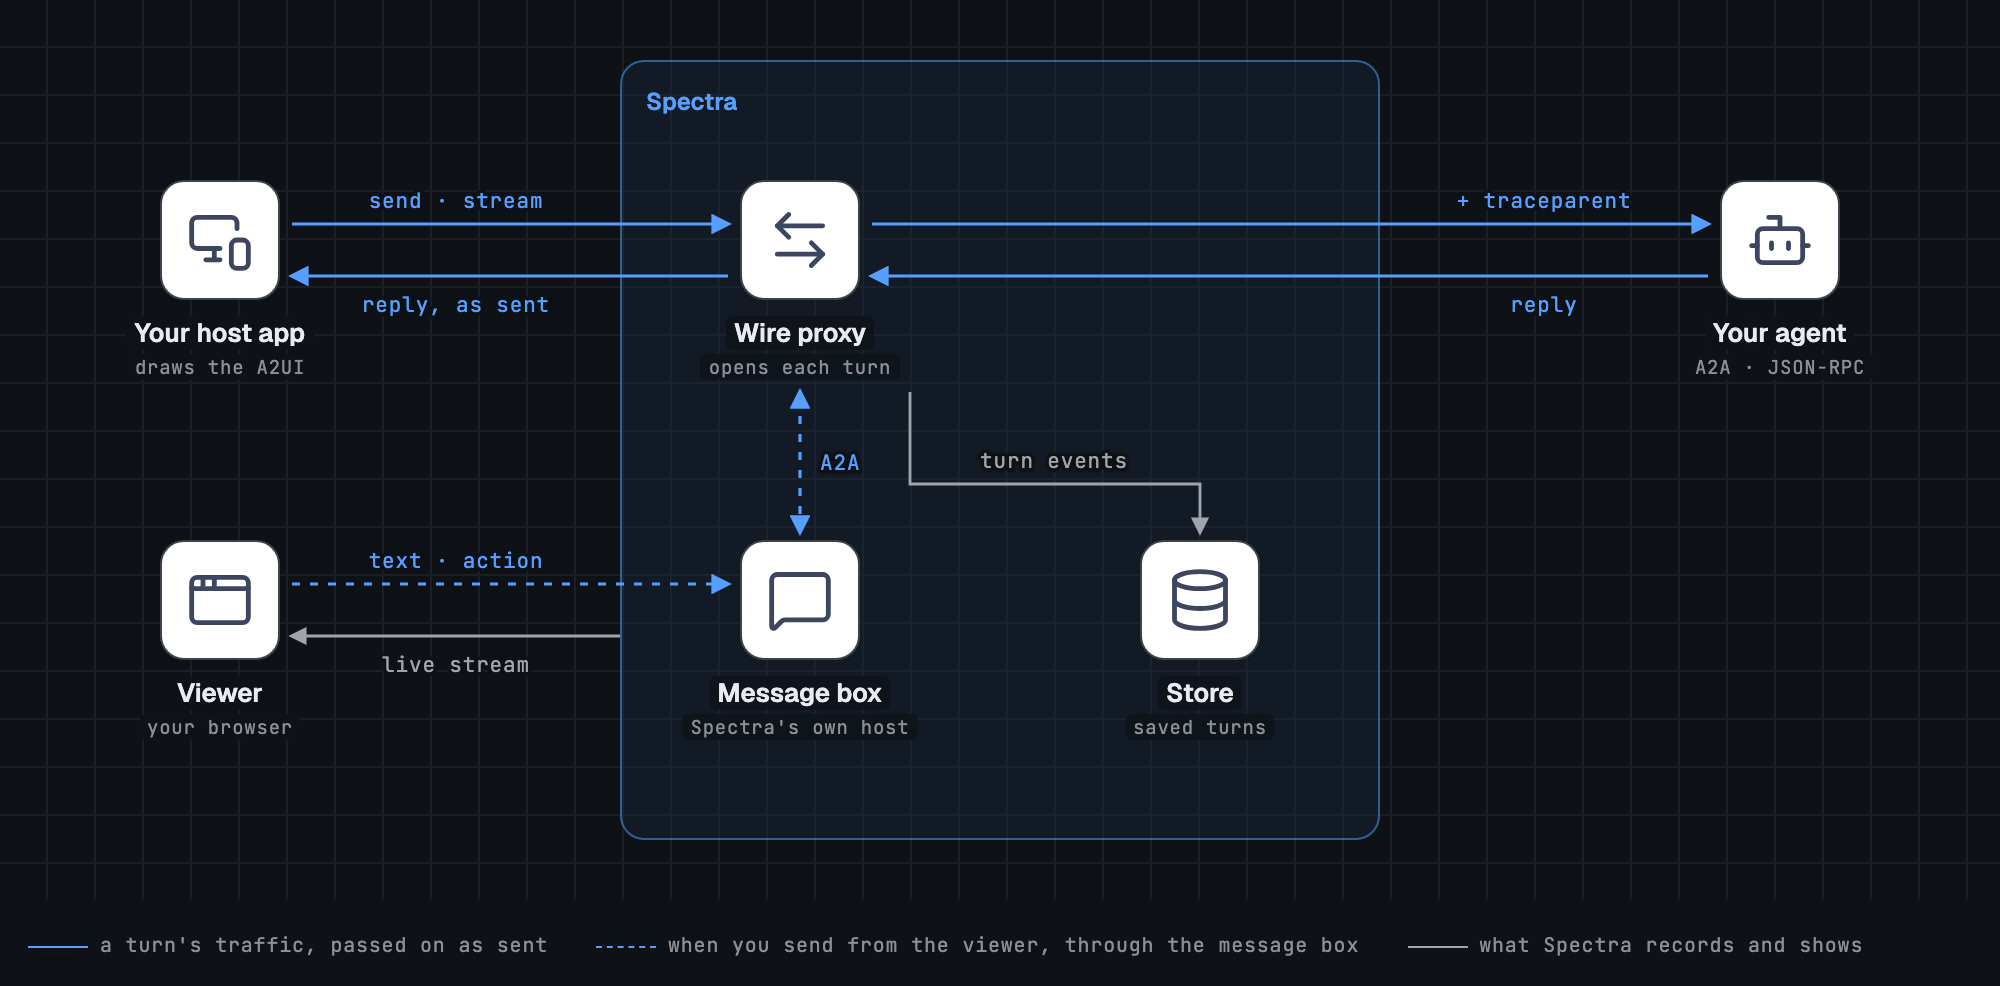 Spectra
send · stream
+ traceparent
reply, as sent
reply
Your host app
draws the A2UI
Wire proxy
opens each turn
Your agent
A2A · JSON-RPC
A2A
turn events
text · action
live stream
Viewer
your browser
Message box
Spectra's own host
Store
saved turns
a turn's traffic, passed on as sent
when you send from the viewer, through the message box
what Spectra records and shows